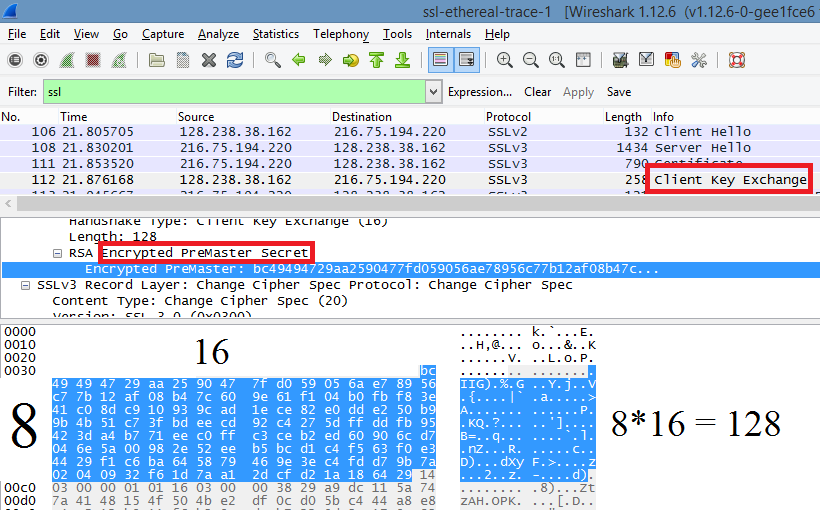 ssl-ethereal-trace-1 [Wireshark 1.12.6 (v1.12.6-0-gee1fce6
File Edit View Go Capture Analyze Statistics Telephony Tools Internals Help
Filter: ssl Expression... Clear Apply Save
No. Time Source Destination Protocol Length Info
106 21.805705 128.238.38.162 216.75.194.220 SSLv2 132 Client Hello
108 21.830201 216.75.194.220 128.238.38.162 SSLv3 1434 Server Hello
111 21.853520 216.75.194.220 128.238.38.162 SSLv3 790 Certificate
112 21.876168 128.238.38.162 216.75.194.220 SSLv3 258 Client Key Exchange
Handshake Type: Client Key Exchange (16)
Length: 128
RSA Encrypted PreMaster Secret
Encrypted PreMaster: bc49494729aa2590477fd059056ae78956c77b12af08b47c...
SSLv3 Record Layer: Change Cipher Spec Protocol: Change Cipher Spec
Content Type: Change Cipher Spec (20)
Version: SSL 3.0 (0x0300)
0000 ........ k.`...E.
0010 ..H,@... o...&.K
0020 ......V. ..L.o.P.
0030 bc
16
49 49 47 29 aa 25 90 47 7f d0 59 05 6a e7 89 56 IIG).%.G ..Y.j..V
c7 7b 12 af 08 b4 7c 60 9e 61 f1 04 b0 fb f8 3e .{....|` .a.....>
41 c0 8d c9 10 93 9c ad 1e ce 82 e0 dd e2 50 b9 A....... ......P.
9b 4b 51 c7 3f bd ee cd 92 c4 27 5d ff dd fb 95 .KQ.?... ..']....
42 3d a4 b7 71 ee c0 ff c3 ce b2 ed 60 90 6c d7 B=..q... ....`.l.
04 6e 5a 00 98 2e 52 ee b5 bc d1 c4 f5 63 f0 e3 .nZ...R. .....c..
44 29 f1 c6 ba 64 58 79 46 9e 3e c4 fd d7 9b 7a D)...dXy F.>....z
02 04 09 32 f6 1d 7a a1 2d cf d2 1a 18 64 29 14 ...2..z. -....d).
8
8*16 = 128
00c0 03 00 00 01 01 16 03 00 00 38 29 a9 dc 11 5a 74 ........ .8)...Zt
00d0 7a 41 48 15 4f 50 4b e2 df 0c d0 5b c4 44 a8 e8 zAH.OPK. ...[.D..